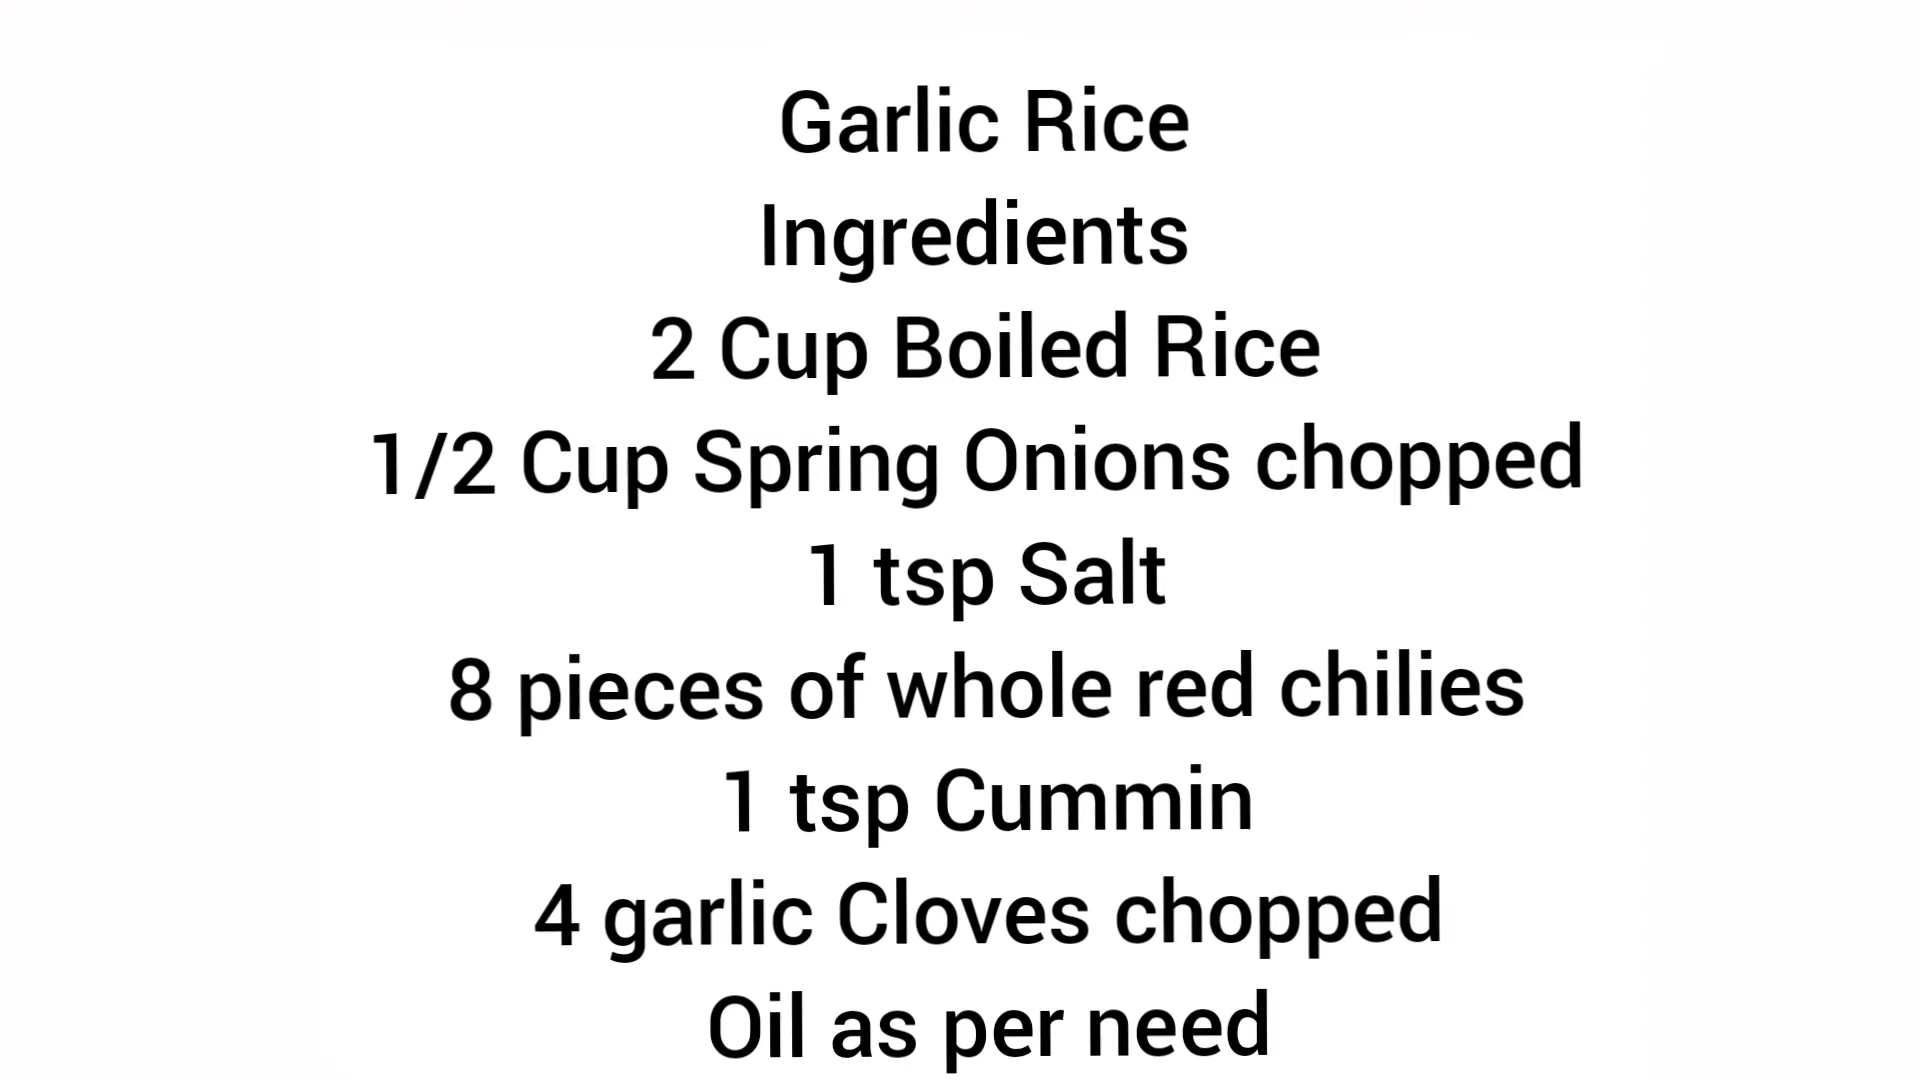 Garlic Rice
Ingredients
2 Cup Boiled Rice
1/2 Cup Spring Onions chopped
1 tsp Salt
8 pieces of whole red chilies
1 tsp Cummin
4 garlic Cloves chopped
Oil as per need